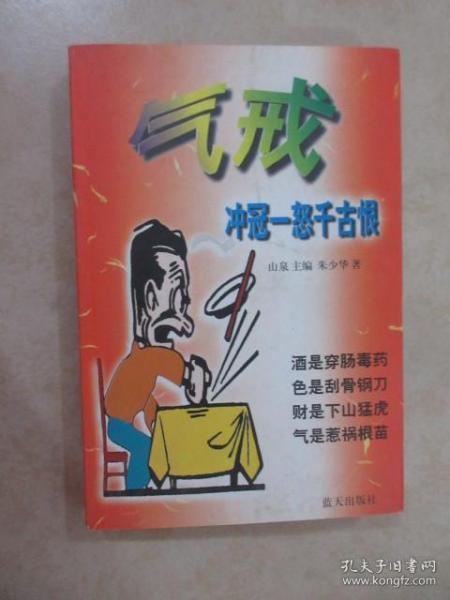 气戒
冲冠一怒千古恨
山泉 主编 朱少华 著
酒是穿肠毒药
色是刮骨钢刀
财是下山猛虎
气是惹祸根苗
蓝天出版社
孔夫子旧书网
www.kongfz.com